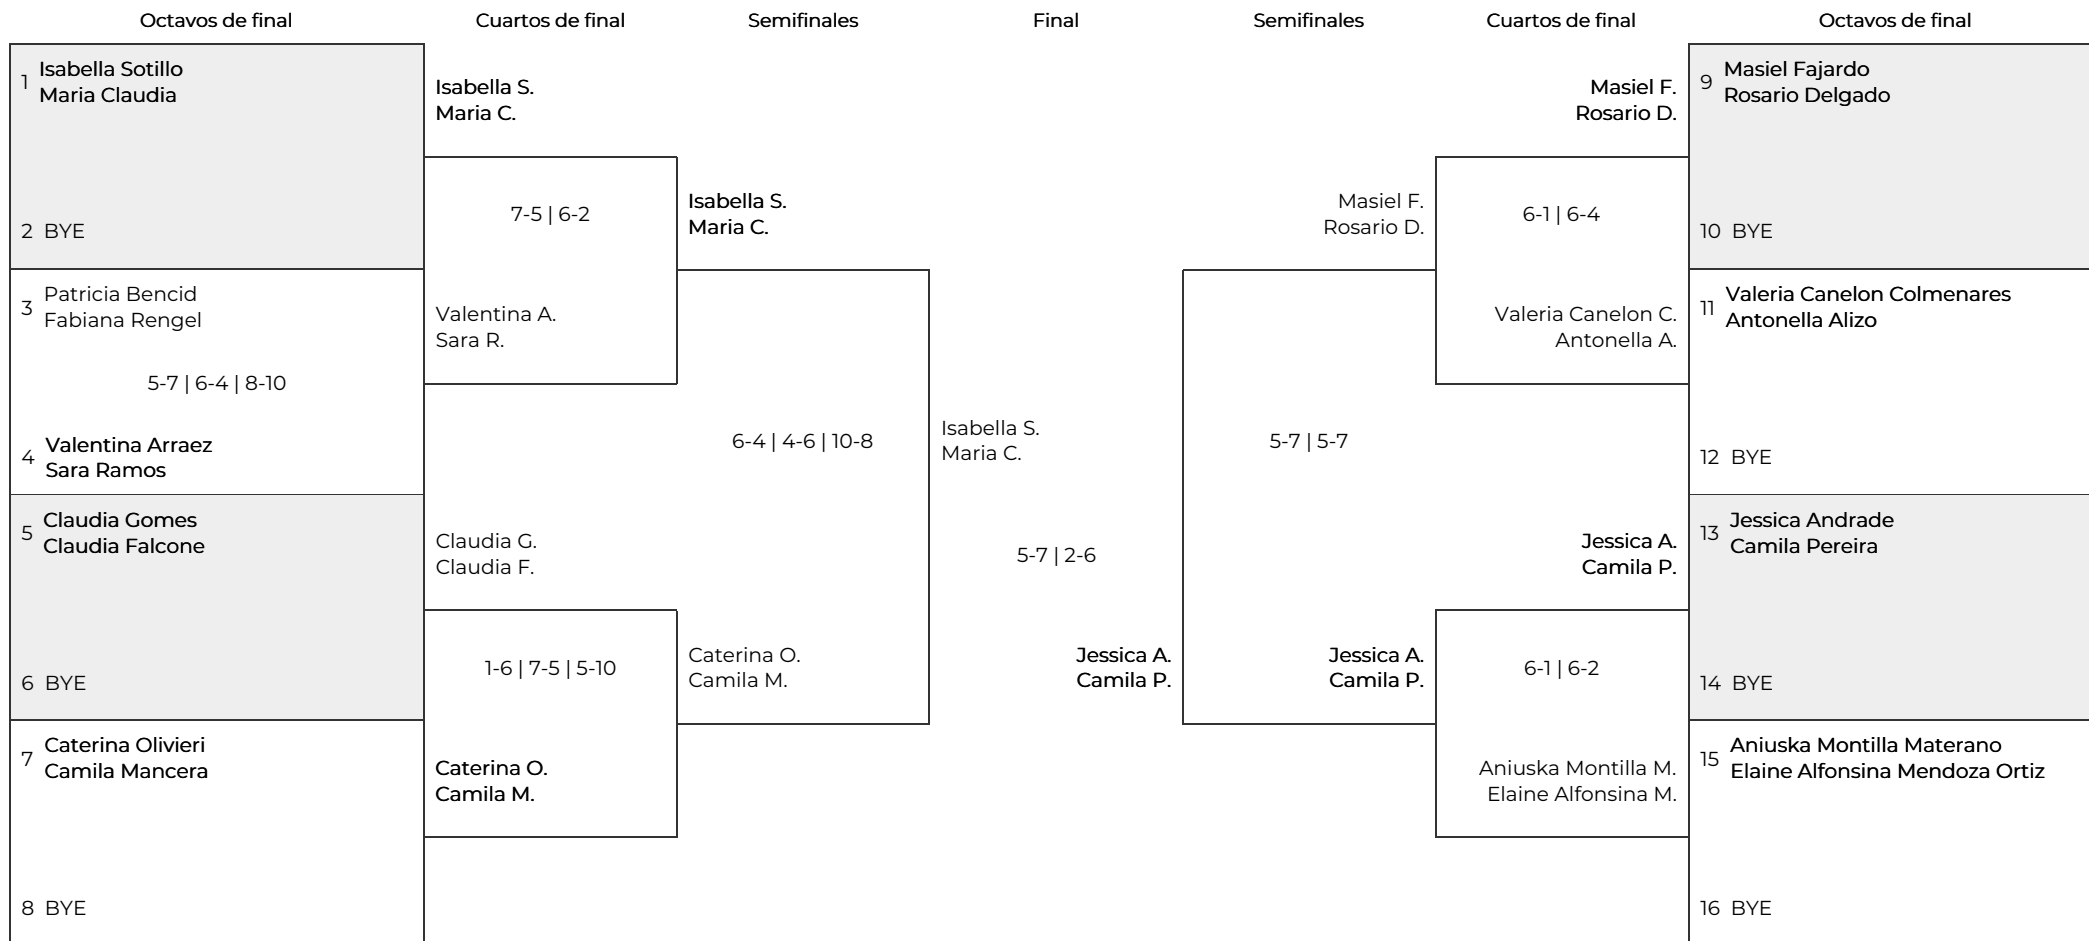 Octavos de final
Cuartos de final
Semifinales
Final
Semifinales
Cuartos de final
Octavos de final
1
Isabella Sotillo
Maria Claudia
2 BYE
3
Patricia Bencid
Fabiana Rengel
5-7 | 6-4 | 8-10
4
Valentina Arraez
Sara Ramos
5
Claudia Gomes
Claudia Falcone
6 BYE
7
Caterina Olivieri
Camila Mancera
8 BYE
Isabella S.
Maria C.
7-5 | 6-2
Valentina A.
Sara R.
Claudia G.
Claudia F.
1-6 | 7-5 | 5-10
Caterina O.
Camila M.
Isabella S.
Maria C.
6-4 | 4-6 | 10-8
Caterina O.
Camila M.
Isabella S.
Maria C.
5-7 | 2-6
Jessica A.
Camila P.
Masiel F.
Rosario D.
5-7 | 5-7
Jessica A.
Camila P.
Masiel F.
Rosario D.
6-1 | 6-4
Valeria Canelon C.
Antonella A.
Jessica A.
Camila P.
6-1 | 6-2
Aniuska Montilla M.
Elaine Alfonsina M.
9
Masiel Fajardo
Rosario Delgado
10 BYE
11
Valeria Canelon Colmenares
Antonella Alizo
12 BYE
13
Jessica Andrade
Camila Pereira
14 BYE
15
Aniuska Montilla Materano
Elaine Alfonsina Mendoza Ortiz
16 BYE